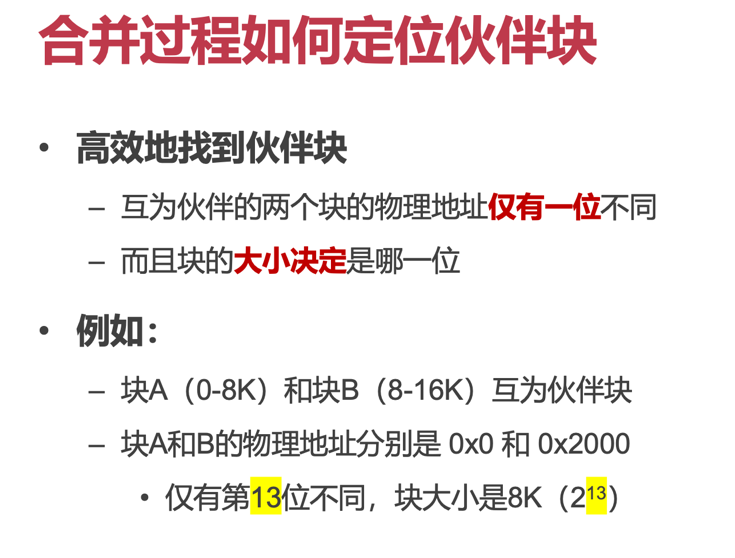 合并过程如何定位伙伴块
• 高效地找到伙伴块
– 互为伙伴的两个块的物理地址仅有一位不同
– 而且块的大小决定是哪一位
• 例如：
– 块A（0-8K）和块B（8-16K）互为伙伴块
– 块A和B的物理地址分别是 0x0 和 0x2000
• 仅有第13位不同，块大小是8K（2¹³）